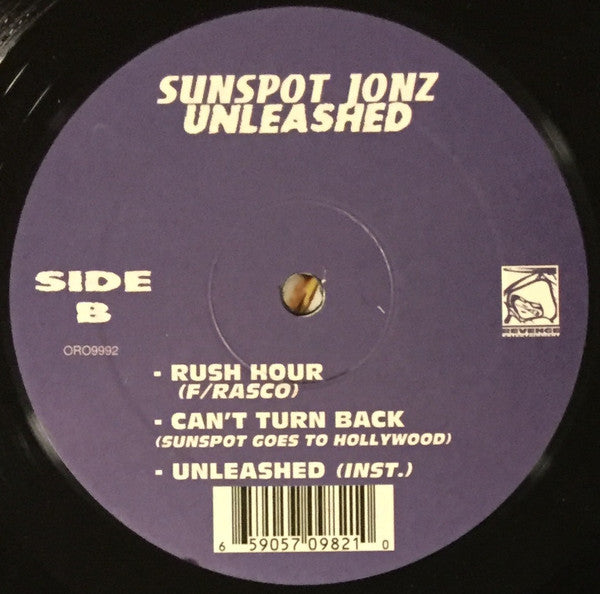 SUNSPOT JONZ
UNLEASHED
SIDE
B
ORO9992
REVENGE
- RUSH HOUR
(F/RASCO)
- CAN'T TURN BACK
(SUNSPOT GOES TO HOLLYWOOD)
- UNLEASHED (INST.)
6 59057 09821 0